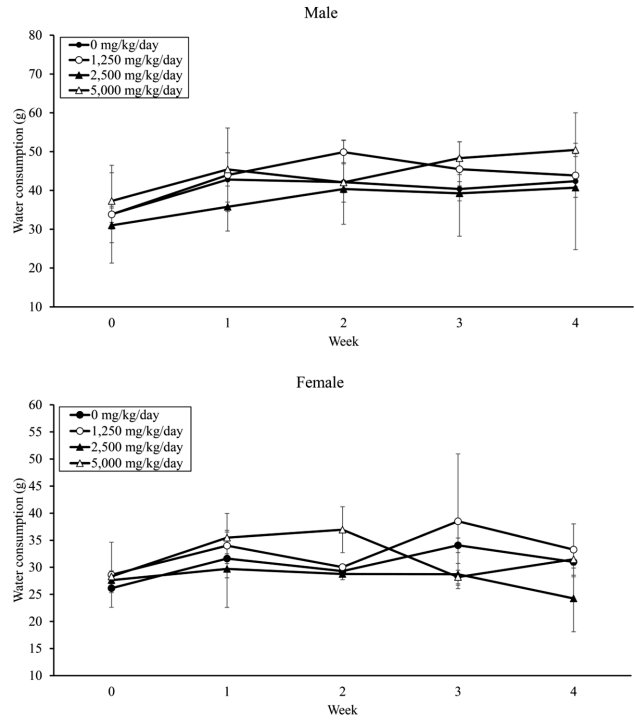 Male
80
70
60
50
40
30
20
10
Water consumption (g)
0 mg/kg/day
1,250 mg/kg/day
2,500 mg/kg/day
5,000 mg/kg/day
0 1 2 3 4
Week
Female
60
55
50
45
40
35
30
25
20
15
10
Water consumption (g)
0 mg/kg/day
1,250 mg/kg/day
2,500 mg/kg/day
5,000 mg/kg/day
0 1 2 3 4
Week